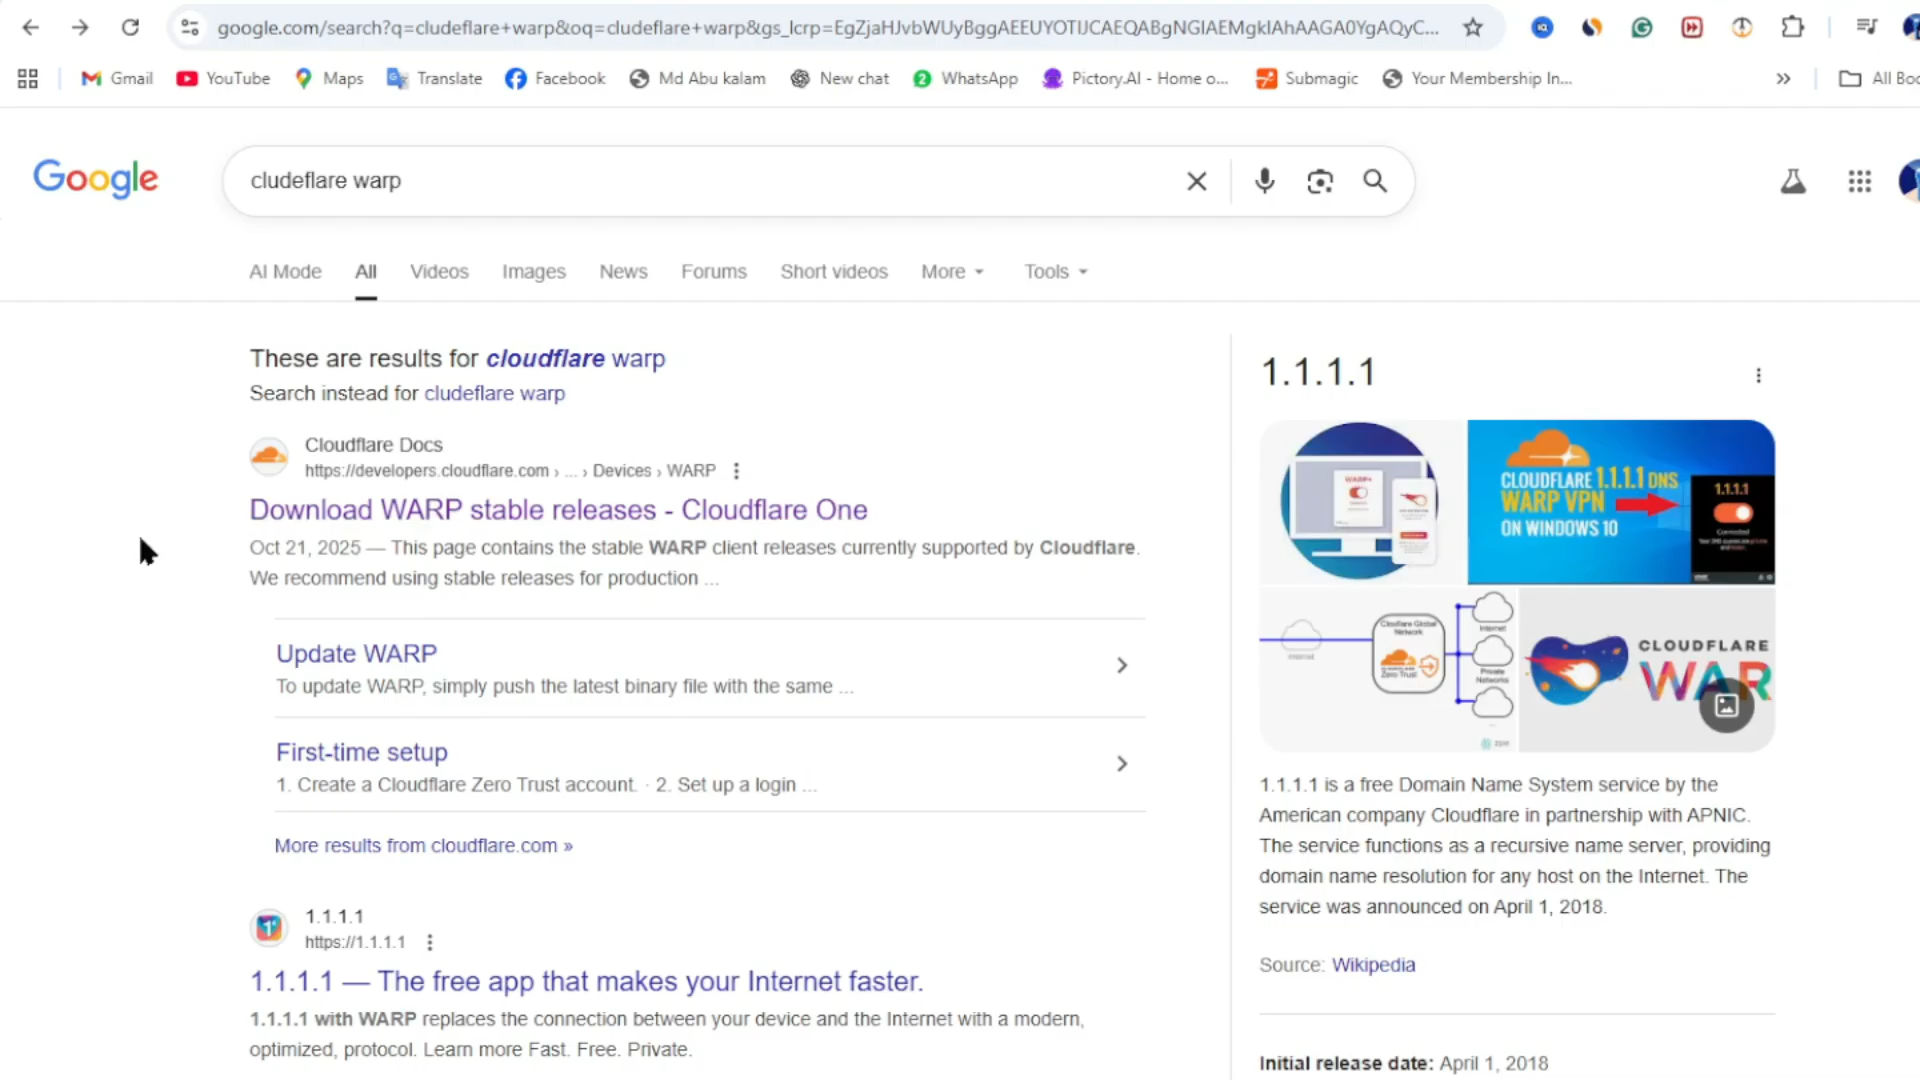 google.com/search?q=cludeflare+warp&oq=cludeflare+warp&gs_lcrp=EgZjaHJvbWUyBggAEEUYOTIJCAEQABgNGIAEMgkIAhAAGA0YgAQyC...
Gmail YouTube Maps Translate Facebook Md Abu kalam New chat WhatsApp Pictory.AI - Home o... Submagic Your Membership In... » All Boo
Google
cludeflare warp
AI Mode All Videos Images News Forums Short videos More Tools
These are results for cloudflare warp
Search instead for cludeflare warp
Cloudflare Docs
https://developers.cloudflare.com › ... › Devices › WARP
Download WARP stable releases - Cloudflare One
Oct 21, 2025 — This page contains the stable WARP client releases currently supported by Cloudflare.
We recommend using stable releases for production ...
Update WARP
To update WARP, simply push the latest binary file with the same ...
First-time setup
1. Create a Cloudflare Zero Trust account. · 2. Set up a login ...
More results from cloudflare.com »
1.1.1.1
https://1.1.1.1
1.1.1.1 — The free app that makes your Internet faster.
1.1.1.1 with WARP replaces the connection between your device and the Internet with a modern,
optimized, protocol. Learn more Fast. Free. Private.
1.1.1.1
WARP+
CLOUDFLARE 1.1.1.1 DNS
WARP VPN
ON WINDOWS 10
1.1.1.1
Connected
Internet
Cloudflare Global
Network
Cloudflare
Zero Trust
Internet
Private
Networks
CLOUDFLARE
WAR
1.1.1.1 is a free Domain Name System service by the
American company Cloudflare in partnership with APNIC.
The service functions as a recursive name server, providing
domain name resolution for any host on the Internet. The
service was announced on April 1, 2018.
Source: Wikipedia
Initial release date: April 1, 2018